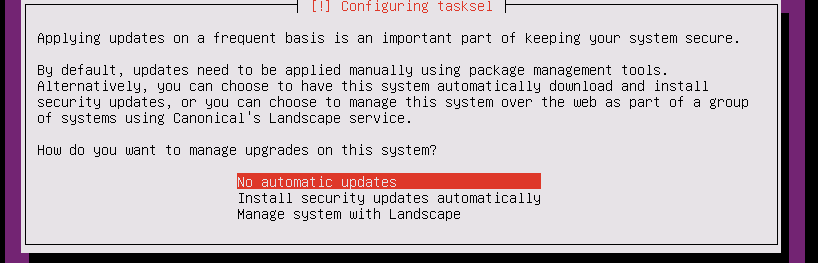 [!] Configuring tasksel
Applying updates on a frequent basis is an important part of keeping your system secure.
By default, updates need to be applied manually using package management tools.
Alternatively, you can choose to have this system automatically download and install
security updates, or you can choose to manage this system over the web as part of a group
of systems using Canonical's Landscape service.
How do you want to manage upgrades on this system?
No automatic updates
Install security updates automatically
Manage system with Landscape